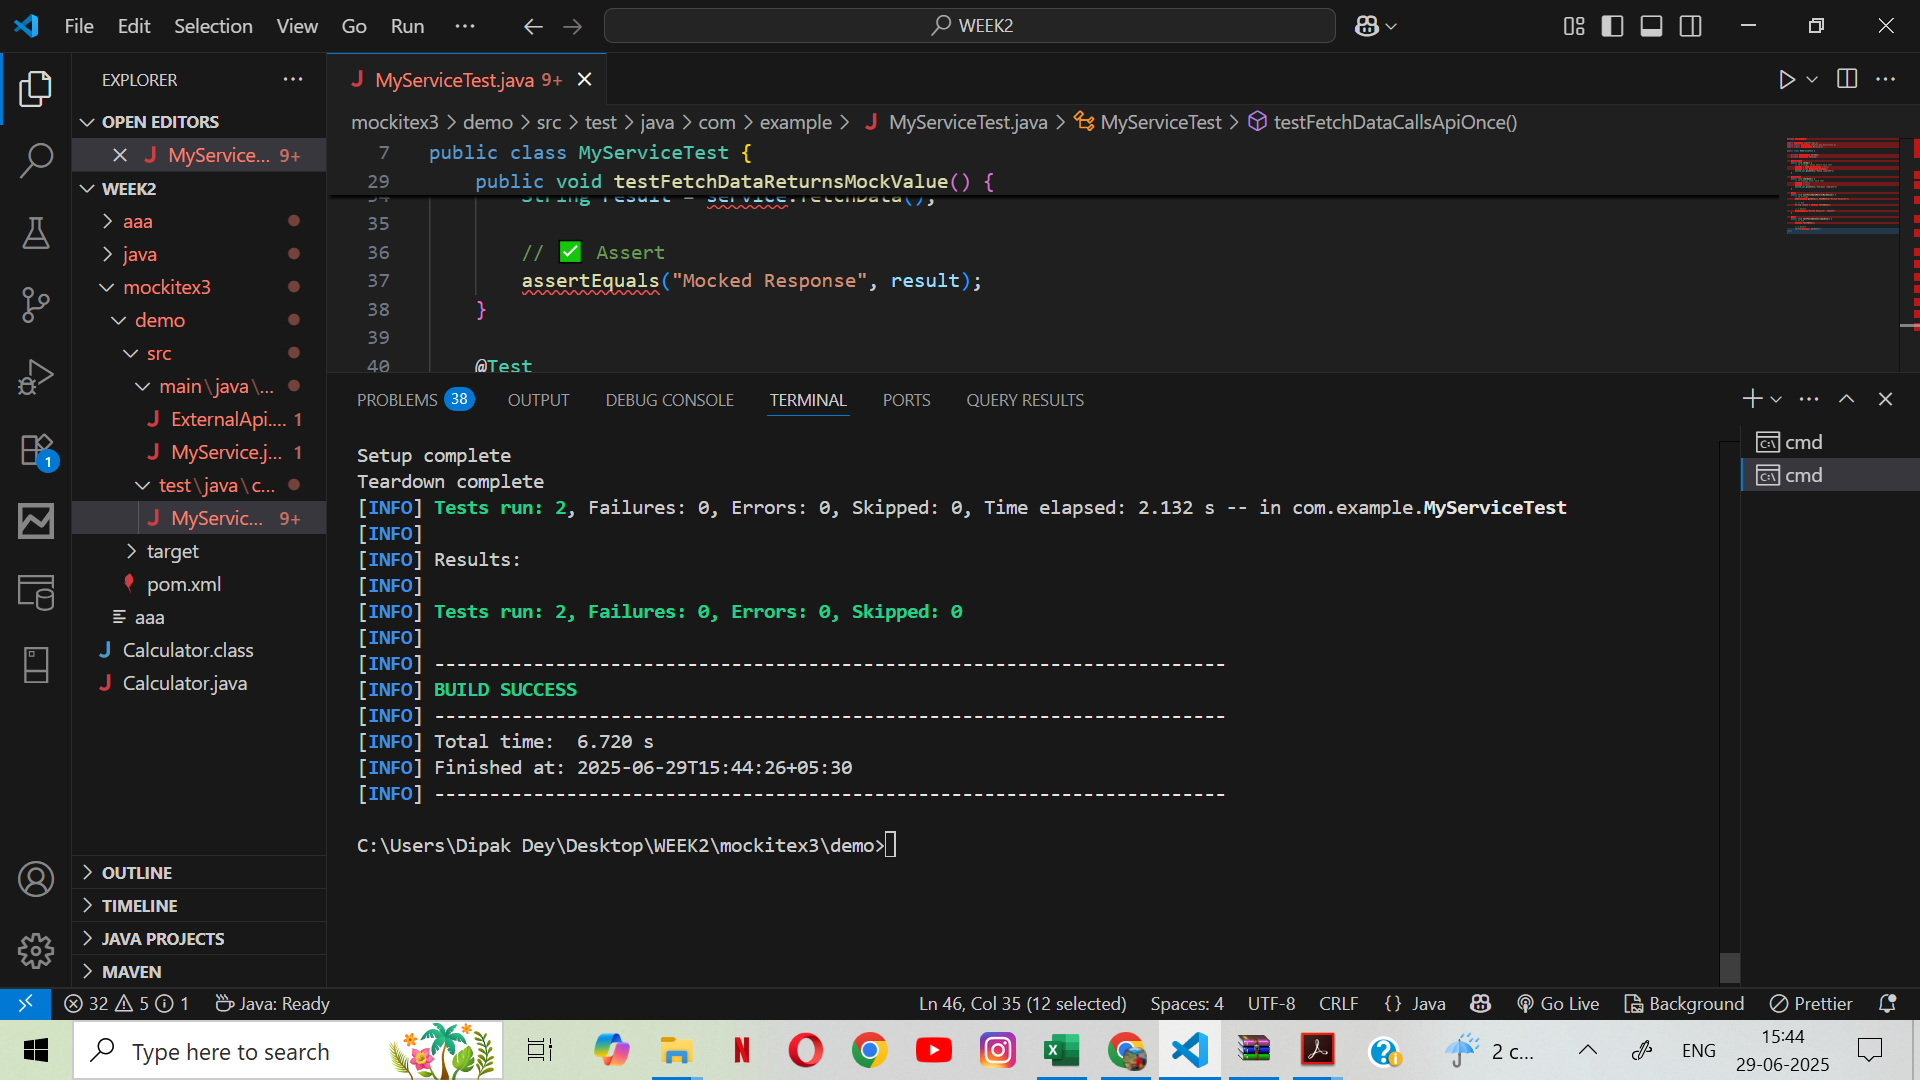 File Edit Selection View Go Run ···
WEEK2
EXPLORER
OPEN EDITORS
MyService... 9+
WEEK2
aaa
java
mockitex3
demo
src
main\java\...
ExternalApi.... 1
MyService.j... 1
test\java\c...
MyServic... 9+
target
pom.xml
aaa
Calculator.class
Calculator.java
OUTLINE
TIMELINE
JAVA PROJECTS
MAVEN
MyServiceTest.java 9+
mockitex3 > demo > src > test > java > com > example > MyServiceTest.java > MyServiceTest > testFetchDataCallsApiOnce()
7 public class MyServiceTest {
29 public void testFetchDataReturnsMockValue() {
34 String result = service.fetchData();
35
36 // ✅ Assert
37 assertEquals("Mocked Response", result);
38 }
39
40 @Test
PROBLEMS 38 OUTPUT DEBUG CONSOLE TERMINAL PORTS QUERY RESULTS
cmd
cmd
Setup complete
Teardown complete
[INFO] Tests run: 2, Failures: 0, Errors: 0, Skipped: 0, Time elapsed: 2.132 s -- in com.example.MyServiceTest
[INFO]
[INFO] Results:
[INFO]
[INFO] Tests run: 2, Failures: 0, Errors: 0, Skipped: 0
[INFO]
[INFO] ------------------------------------------------------------------------
[INFO] BUILD SUCCESS
[INFO] ------------------------------------------------------------------------
[INFO] Total time:  6.720 s
[INFO] Finished at: 2025-06-29T15:44:26+05:30
[INFO] ------------------------------------------------------------------------
C:\Users\Dipak Dey\Desktop\WEEK2\mockitex3\demo>
1
32 5 1 Java: Ready
Ln 46, Col 35 (12 selected) Spaces: 4 UTF-8 CRLF {} Java Go Live Background Prettier
Type here to search
2 c...
ENG
15:44
29-06-2025